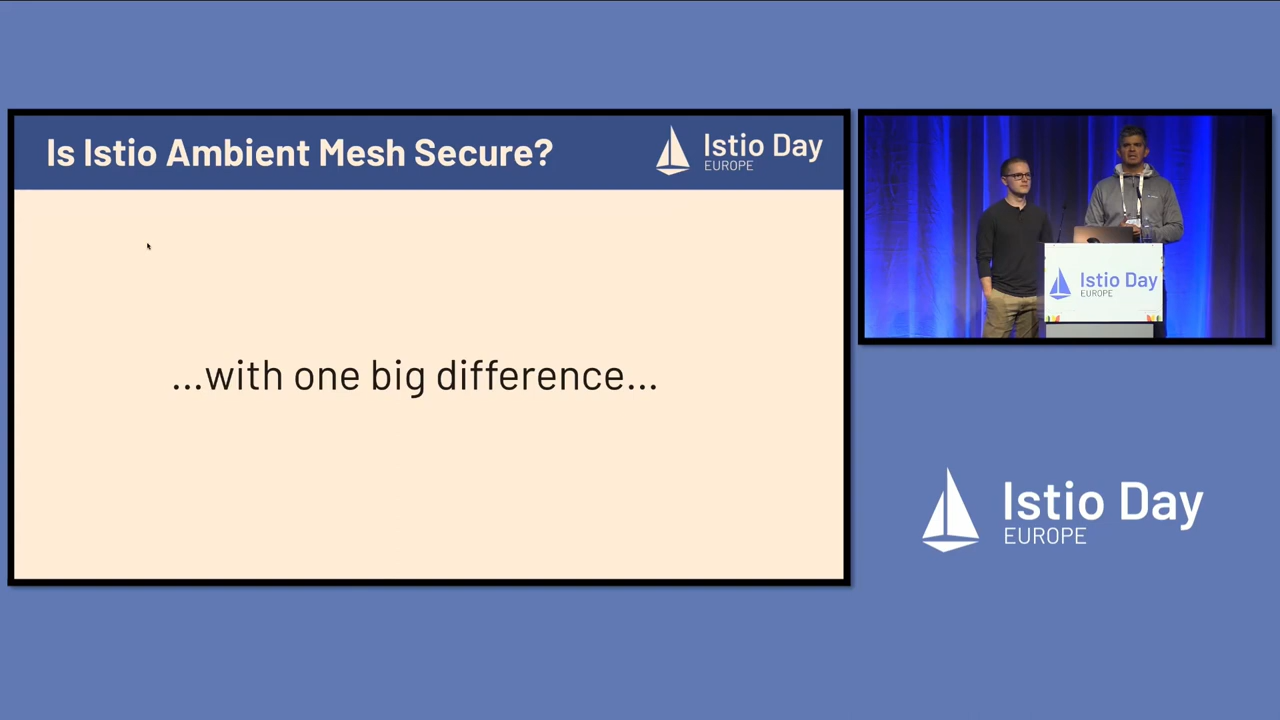 Is Istio Ambient Mesh Secure?
Istio Day
EUROPE
...with one big difference...
Istio Day
EUROPE
Istio Day
EUROPE